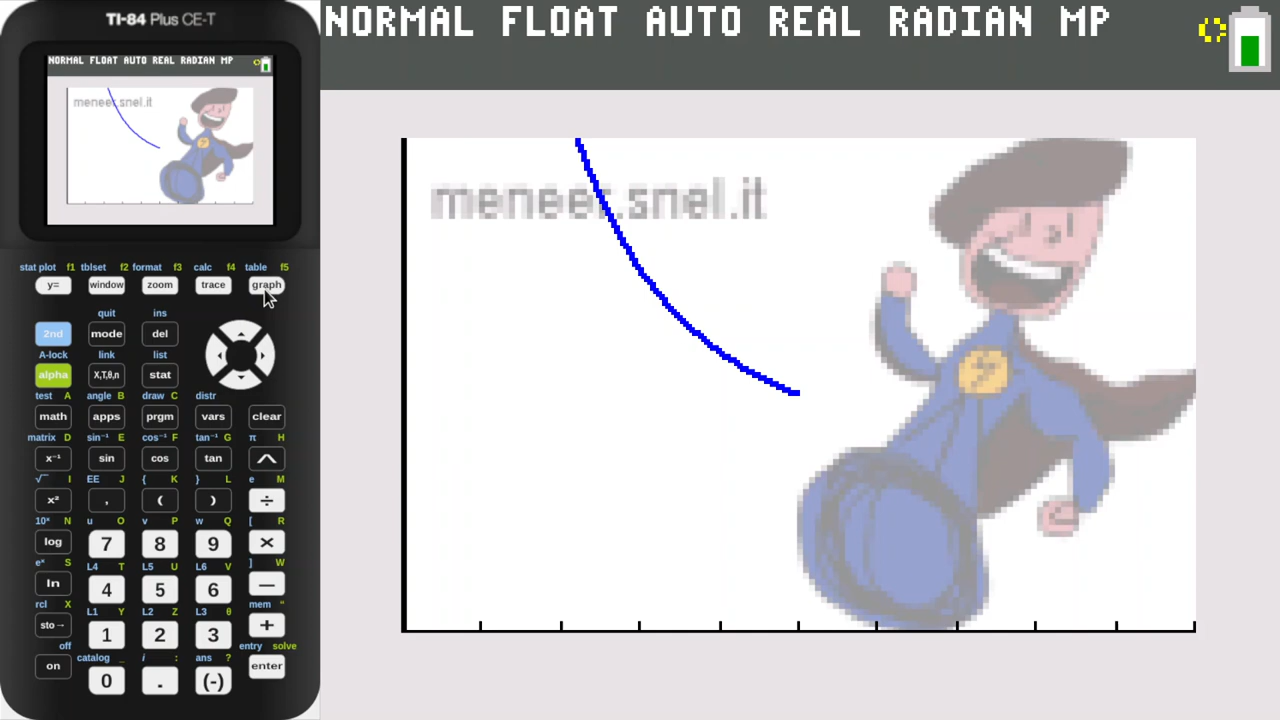 TI-84 Plus CE-T
NORMAL FLOAT AUTO REAL RADIAN MP
meneer.snel.it
NORMAL FLOAT AUTO REAL RADIAN MP
meneer.snel.it
stat plot f1 tblset f2 format f3 calc f4 table f5
y= window zoom trace graph
quit ins
2nd mode del
A-lock link list
alpha X,T,θ,n stat
test A angle B draw C distr
math apps prgm vars clear
matrix D sin⁻¹ E cos⁻¹ F tan⁻¹ G π H
x⁻¹ sin cos tan ^
√ I EE J { K } L e M
x² , ( ) ÷
10ˣ N u O v P w Q [ R
log 7 8 9 ×
eˣ S L4 T L5 U L6 V ] W
ln 4 5 6 —
rcl X L1 Y L2 Z L3 θ mem "
sto→ 1 2 3 +
off catalog _ i : ans ? entry solve
on 0 . (-) enter